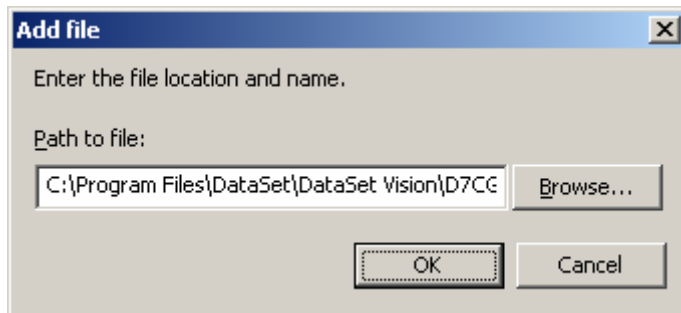 Add file
Enter the file location and name.
Path to file:
C:\Program Files\DataSet\DataSet Vision\D7CG
Browse...
OK
Cancel